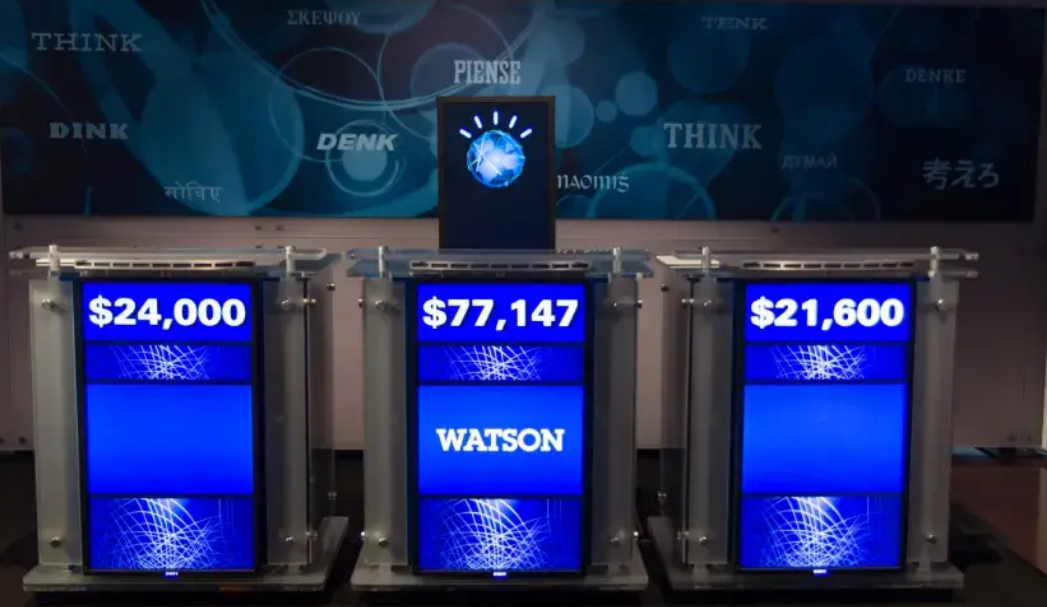 ΣΚΕΨΟΥ
TENK
THINK
PIENSE
DENKE
DINK
DENK
THINK
ДУМАЙ
考えろ
सोचिए
$24,000
$77,147
$21,600
WATSON